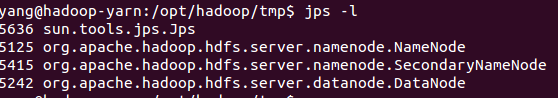 yang@hadoop-yarn:/opt/hadoop/tmp$ jps -l
5636 sun.tools.jps.Jps
5125 org.apache.hadoop.hdfs.server.namenode.NameNode
5415 org.apache.hadoop.hdfs.server.namenode.SecondaryNameNode
5242 org.apache.hadoop.hdfs.server.datanode.DataNode